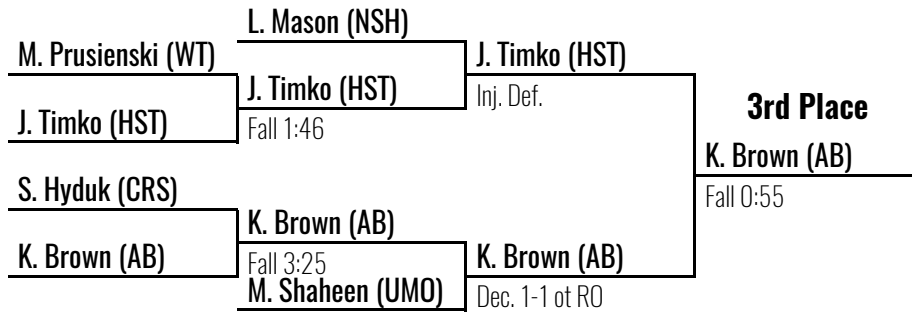 L. Mason (NSH)
M. Prusienski (WT)
J. Timko (HST)
J. Timko (HST)
Inj. Def.
3rd Place
J. Timko (HST)
Fall 1:46
K. Brown (AB)
S. Hyduk (CRS)
Fall 0:55
K. Brown (AB)
K. Brown (AB)
Fall 3:25
K. Brown (AB)
M. Shaheen (UMO)
Dec. 1-1 ot RO